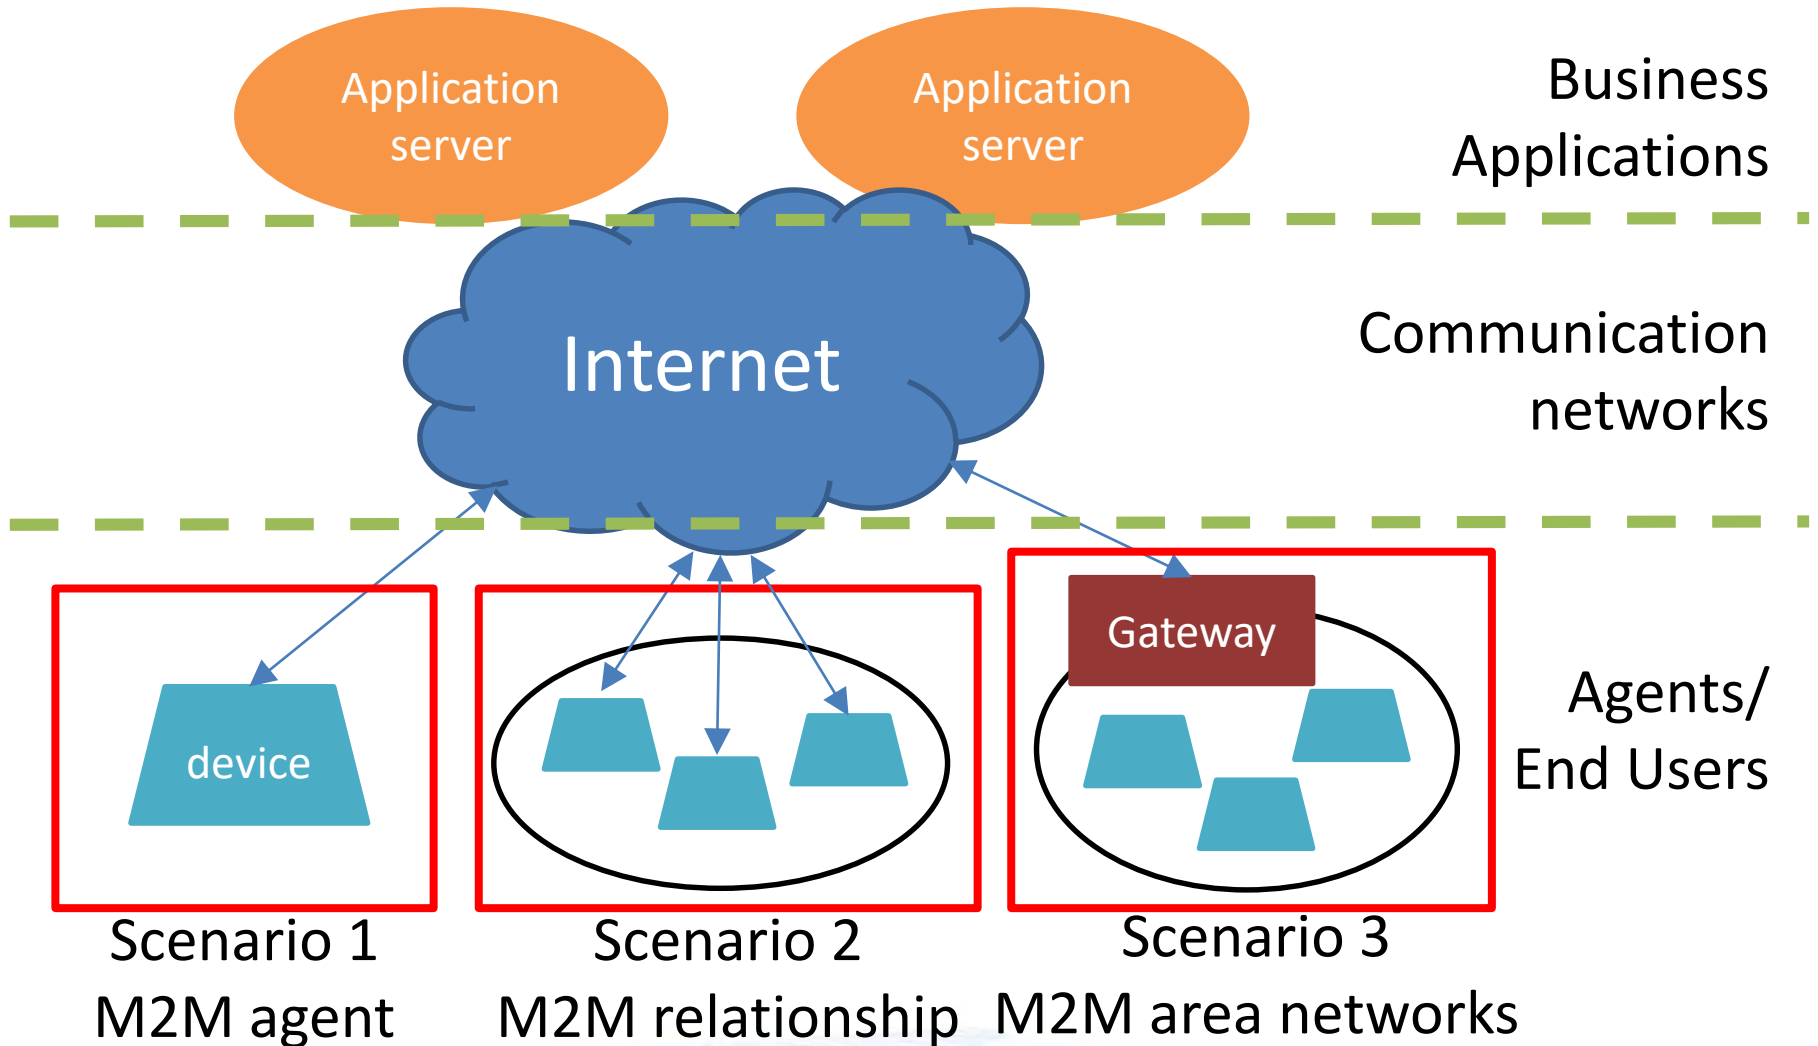 Application
server
Application
server
Business
Applications
Internet
Communication
networks
device
Gateway
Agents/
End Users
Scenario 1
M2M agent
Scenario 2
M2M relationship
Scenario 3
M2M area networks